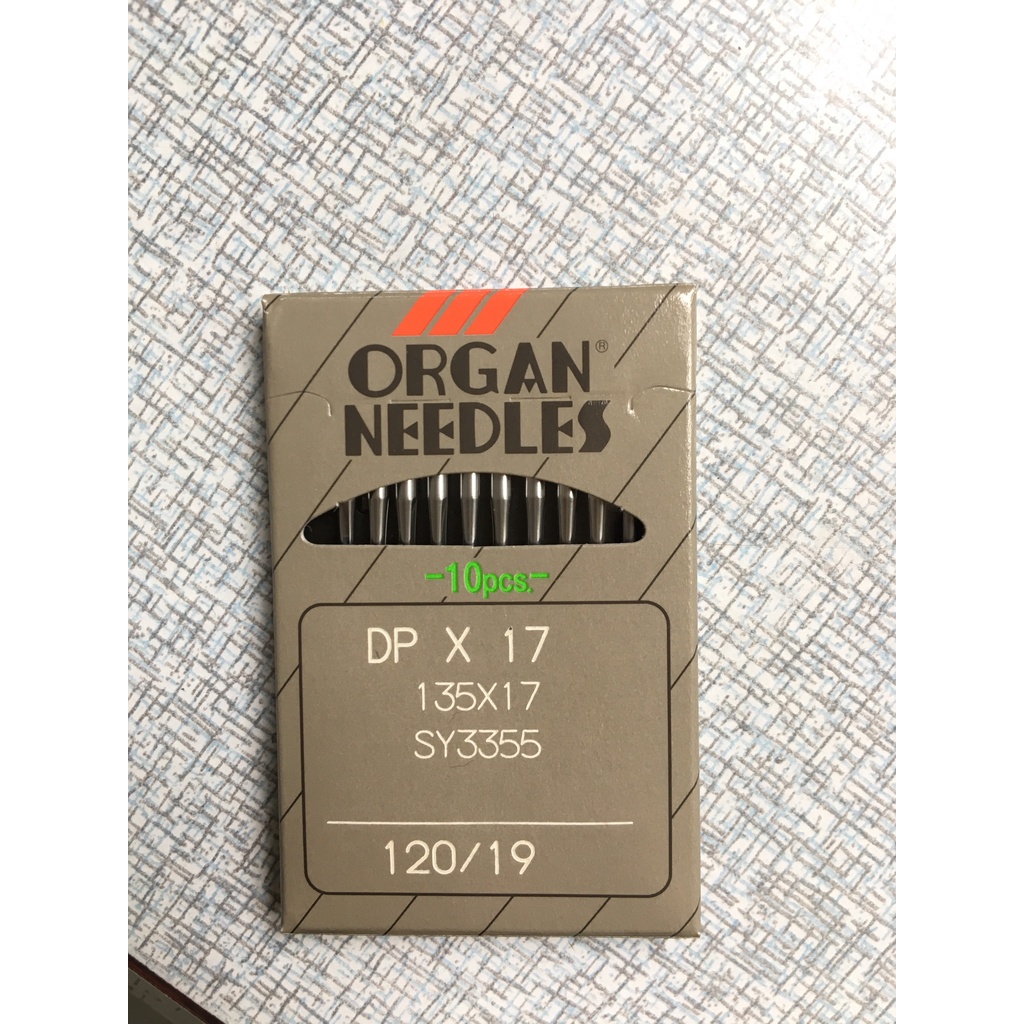 ORGAN®
NEEDLES
-10pcs.-
DP X 17
135X17
SY3355
120/19